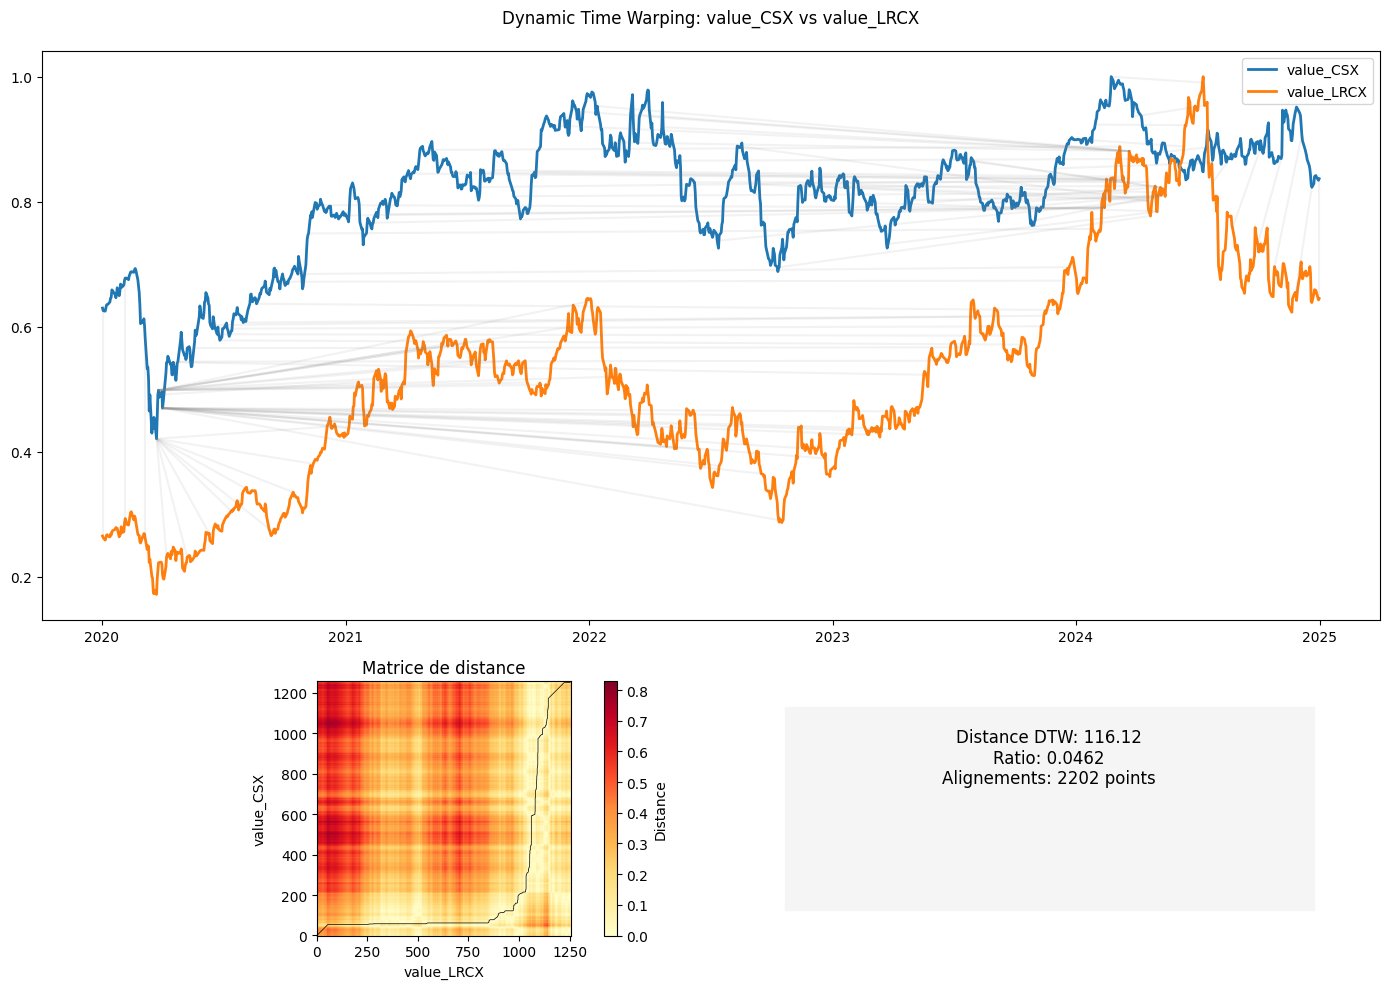 Dynamic Time Warping: value_CSX vs value_LRCX
1.0
0.8
0.6
0.4
0.2
value_CSX
value_LRCX
2020 2021 2022 2023 2024 2025
Matrice de distance
value_CSX
1200
1000
800
600
400
200
0
0 250 500 750 1000 1250
value_LRCX
0.8
0.7
0.6
0.5
0.4
0.3
0.2
0.1
0.0
Distance
Distance DTW: 116.12
Ratio: 0.0462
Alignements: 2202 points